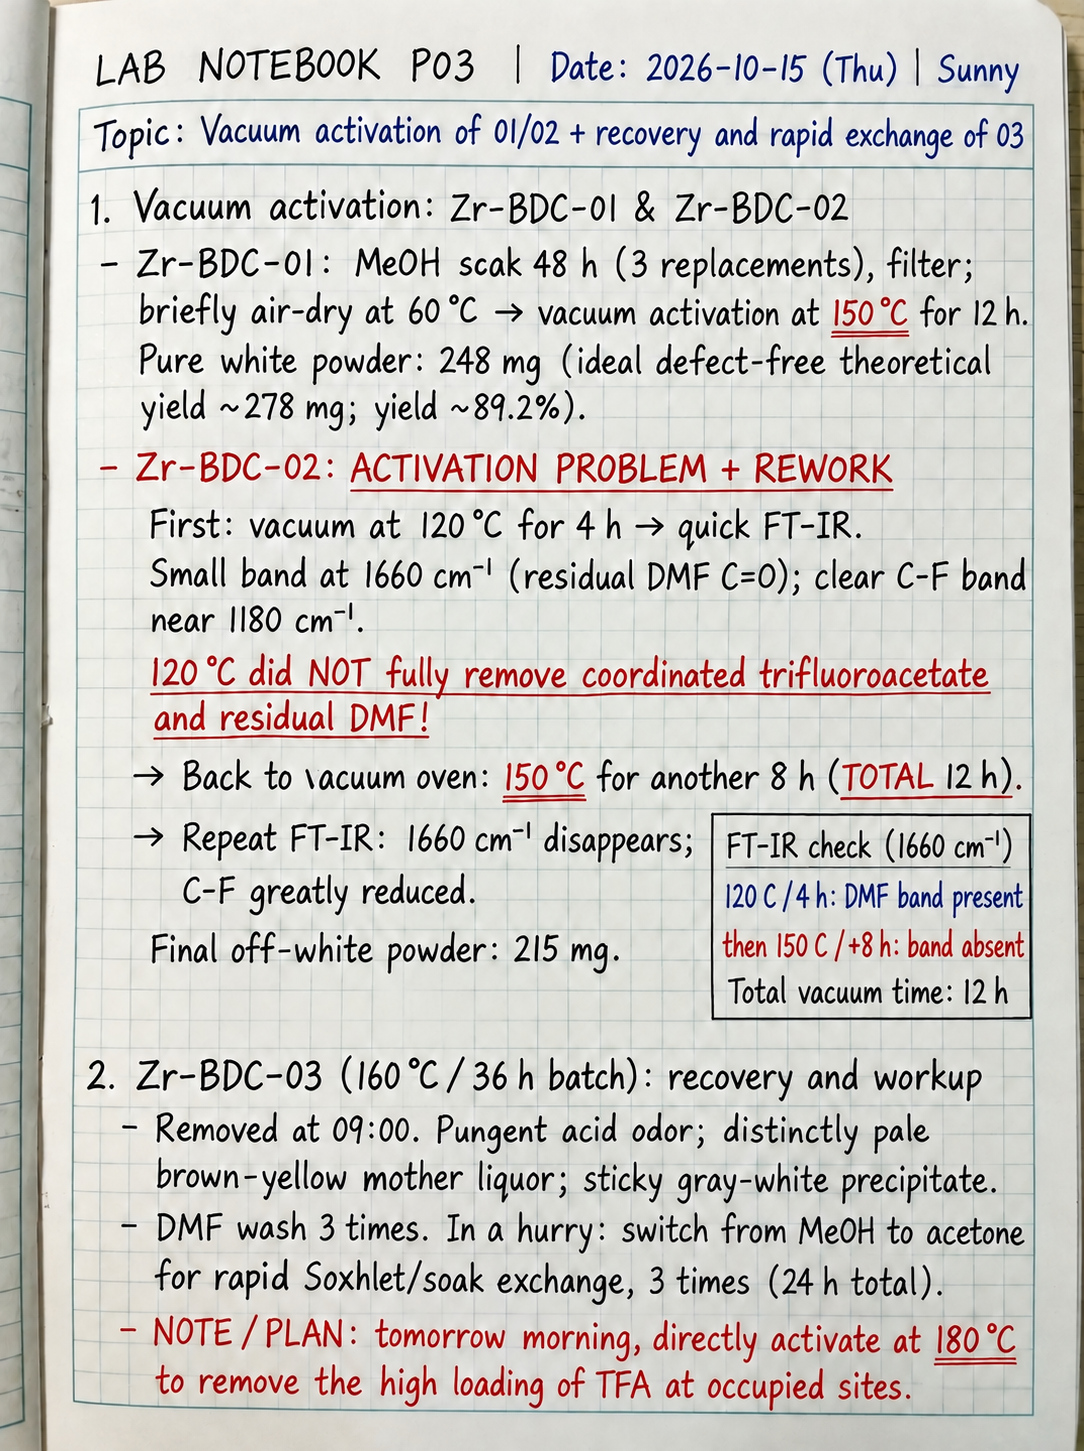 LAB NOTEBOOK P03 | Date: 2026-10-15 (Thu) | Sunny
Topic: Vacuum activation of 01/02 + recovery and rapid exchange of 03
1. Vacuum activation: Zr-BDC-01 & Zr-BDC-02
- Zr-BDC-01: MeOH scak 48 h (3 replacements), filter;
briefly air-dry at 60 °C → vacuum activation at 150 °C for 12 h.
Pure white powder: 248 mg (ideal defect-free theoretical
yield ~278 mg; yield ~89.2%).
- Zr-BDC-02: ACTIVATION PROBLEM + REWORK
First: vacuum at 120 °C for 4 h → quick FT-IR.
Small band at 1660 cm⁻¹ (residual DMF C=O); clear C-F band
near 1180 cm⁻¹.
120 °C did NOT fully remove coordinated trifluoroacetate
and residual DMF!
→ Back to vacuum oven: 150 °C for another 8 h (TOTAL 12 h).
→ Repeat FT-IR: 1660 cm⁻¹ disappears;
C-F greatly reduced.
Final off-white powder: 215 mg.
FT-IR check (1660 cm⁻¹)
120 C / 4 h: DMF band present
then 150 C / +8 h: band absent
Total vacuum time: 12 h
2. Zr-BDC-03 (160 °C / 36 h batch): recovery and workup
- Removed at 09:00. Pungent acid odor; distinctly pale
brown-yellow mother liquor; sticky gray-white precipitate.
- DMF wash 3 times. In a hurry: switch from MeOH to acetone
for rapid Soxhlet/soak exchange, 3 times (24 h total).
- NOTE / PLAN: tomorrow morning, directly activate at 180 °C
to remove the high loading of TFA at occupied sites.